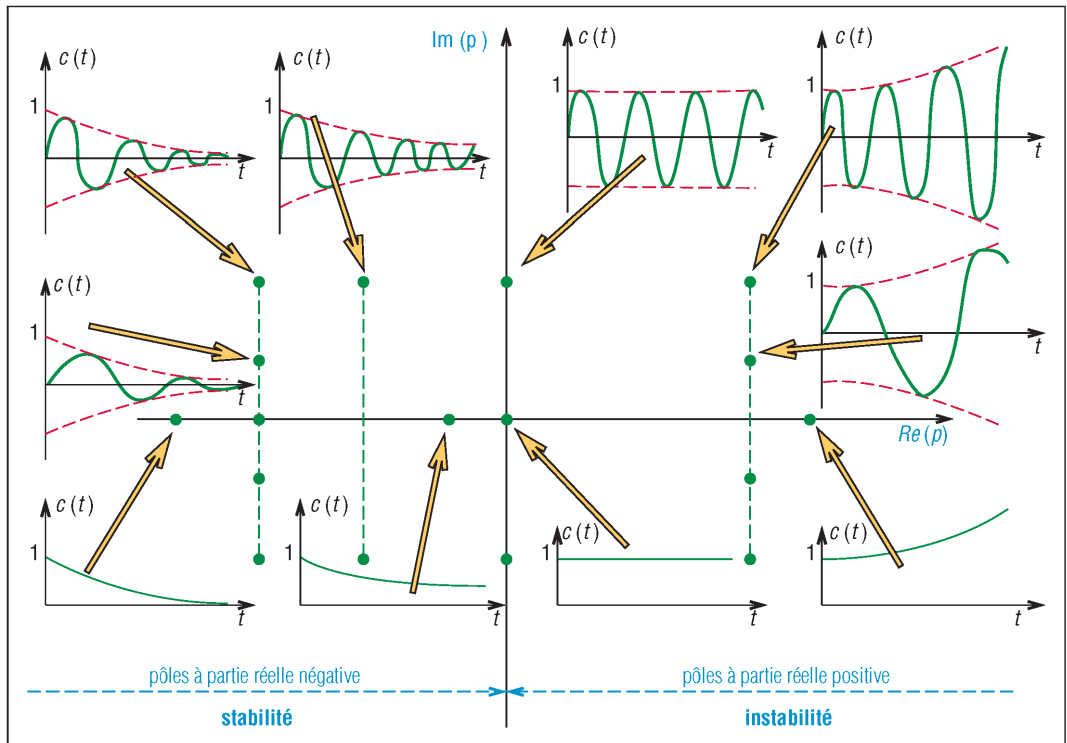 Im (p)
c (t)
1
t
c (t)
1
t
c (t)
1
t
c (t)
1
t
c (t)
1
t
c (t)
1
t
Re (p)
c (t)
1
t
c (t)
1
t
c (t)
1
t
c (t)
1
t
pôles à partie réelle négative
pôles à partie réelle positive
stabilité
instabilité